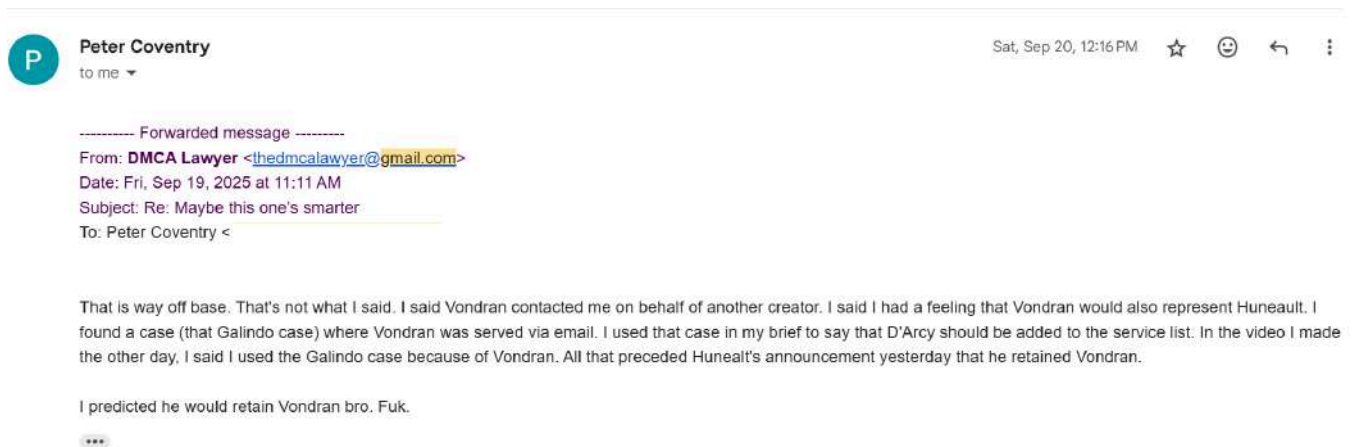 P
Peter Coventry
Sat, Sep 20, 12:16 PM
to me
---------- Forwarded message ---------
From: DMCA Lawyer <thedmcalawyer@gmail.com>
Date: Fri, Sep 19, 2025 at 11:11 AM
Subject: Re: Maybe this one's smarter
To: Peter Coventry <
That is way off base. That's not what I said. I said Vondran contacted me on behalf of another creator. I said I had a feeling that Vondran would also represent Huneault. I
found a case (that Galindo case) where Vondran was served via email. I used that case in my brief to say that D'Arcy should be added to the service list. In the video I made
the other day, I said I used the Galindo case because of Vondran. All that preceded Hunealt's announcement yesterday that he retained Vondran.
I predicted he would retain Vondran bro. Fuk.